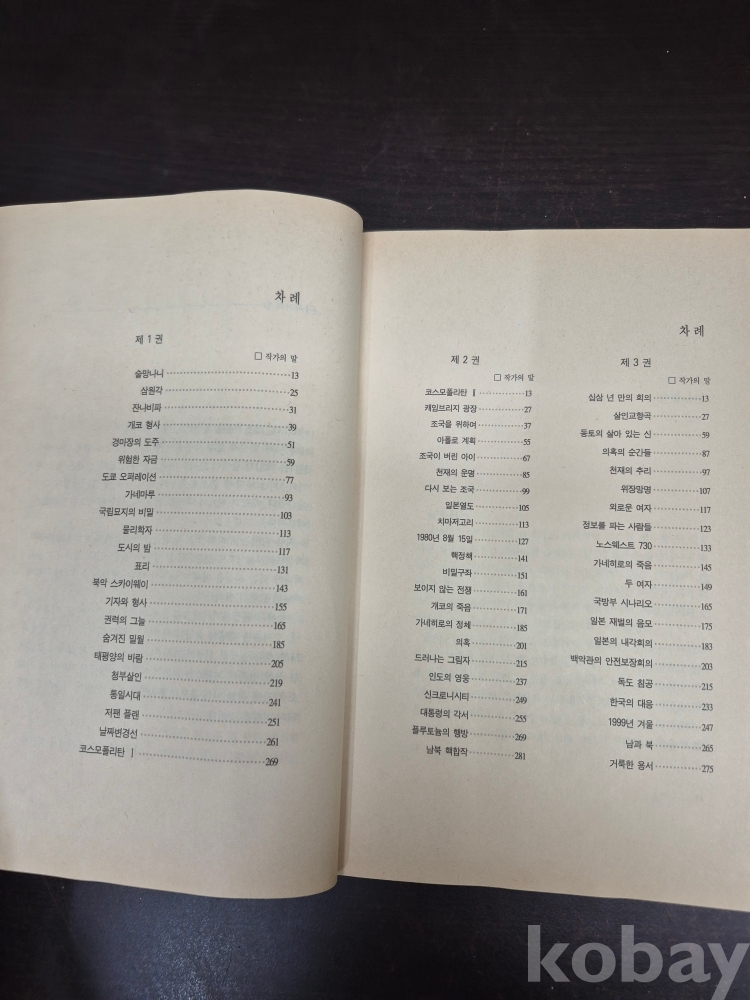 차 례
제 1 권
□ 작가의 말
술망나니 13
삼원각 25
잔나비파 31
개코 형사 39
경마장의 도주 51
위험한 자금 59
도쿄 오퍼레이션 77
가네마루 93
국립묘지의 비밀 103
물리학자 113
도시의 밤 117
표리 131
북악 스카이웨이 143
기자와 형사 155
권력의 그늘 165
숨겨진 밀월 185
태평양의 바람 205
청부살인 219
통일시대 241
저팬 플랜 251
날짜변경선 261
코스모폴리탄 Ⅰ 269
차 례
제 2 권
□ 작가의 말
코스모폴리탄 Ⅱ 13
캐임브리지 광장 27
조국을 위하여 37
아폴로 계획 55
조국이 버린 아이 67
천재의 운명 85
다시 보는 조국 99
일본열도 105
치마저고리 113
1980년 8월 15일 127
핵정책 141
비밀구좌 151
보이지 않는 전쟁 161
개코의 죽음 171
가네히로의 정체 185
의혹 201
드러나는 그림자 215
인도의 영웅 237
신크로니시티 249
대통령의 각서 255
플루토늄의 행방 269
남북 핵합작 281
제 3 권
□ 작가의 말
십삼 년 만의 회의 13
살인교향곡 27
동토의 살아 있는 신 59
의혹의 순간들 87
천재의 추리 97
위장망명 107
외로운 여자 117
정보를 파는 사람들 123
노스웨스트 730 133
가네히로의 죽음 145
두 여자 149
국방부 시나리오 165
일본 재벌의 음모 175
일본의 내각회의 183
백악관의 안전보장회의 203
독도 침공 215
한국의 대응 233
1999년 겨울 247
남과 북 265
거룩한 용서 275
kobay